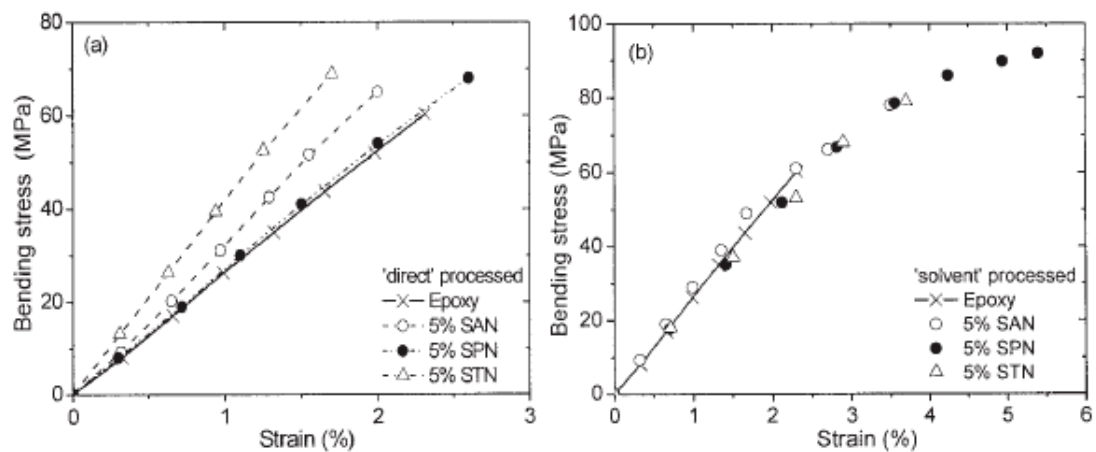 (a)
Bending stress (MPa)
80
60
40
20
0
'direct' processed
Epoxy
5% SAN
5% SPN
5% STN
0 1 2 3
Strain (%)
(b)
Bending stress (MPa)
100
80
60
40
20
0
'solvent' processed
Epoxy
5% SAN
5% SPN
5% STN
0 1 2 3 4 5 6
Strain (%)